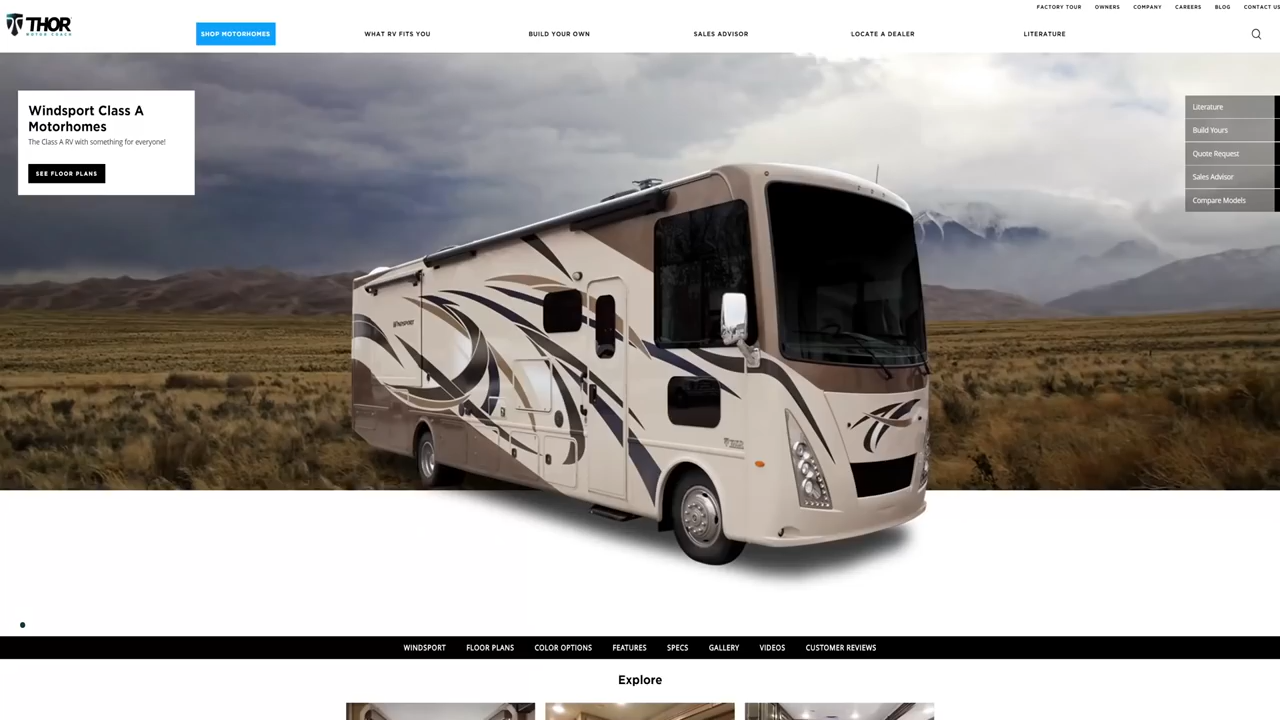 FACTORY TOUR OWNERS COMPANY CAREERS BLOG CONTACT US
THOR
MOTOR COACH
SHOP MOTORHOMES WHAT RV FITS YOU BUILD YOUR OWN SALES ADVISOR LOCATE A DEALER LITERATURE
Windsport Class A
Motorhomes
The Class A RV with something for everyone!
SEE FLOOR PLANS
Literature
Build Yours
Quote Request
Sales Advisor
Compare Models
WINDSPORT
WINDSPORT FLOOR PLANS COLOR OPTIONS FEATURES SPECS GALLERY VIDEOS CUSTOMER REVIEWS
Explore